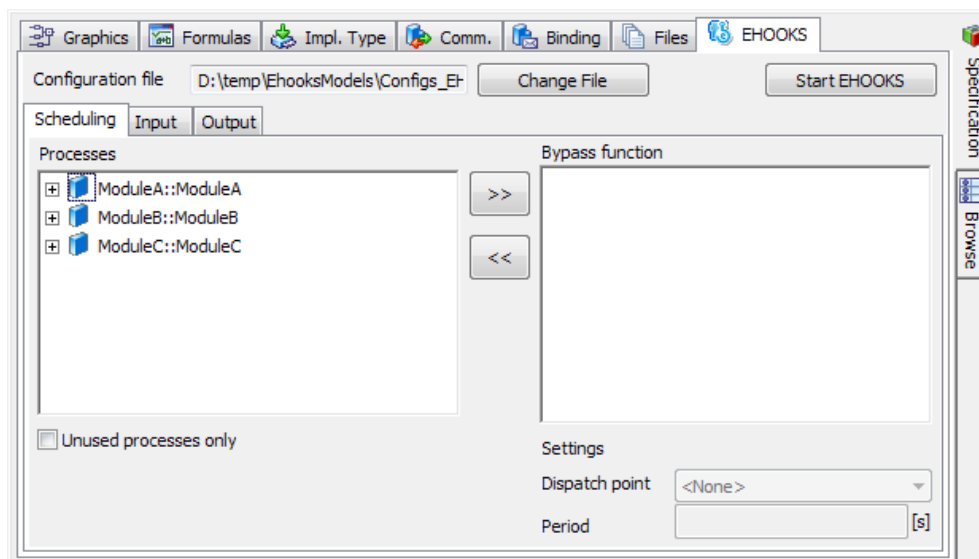 Graphics Formulas Impl. Type Comm. Binding Files EHOOKS
Configuration file D:\temp\EhooksModels\Configs_EH Change File Start EHOOKS
Scheduling Input Output
Processes
ModuleA::ModuleA
ModuleB::ModuleB
ModuleC::ModuleC
Unused processes only
>>
<<
Bypass function
Settings
Dispatch point <None>
Period [s]
Specification
Browse